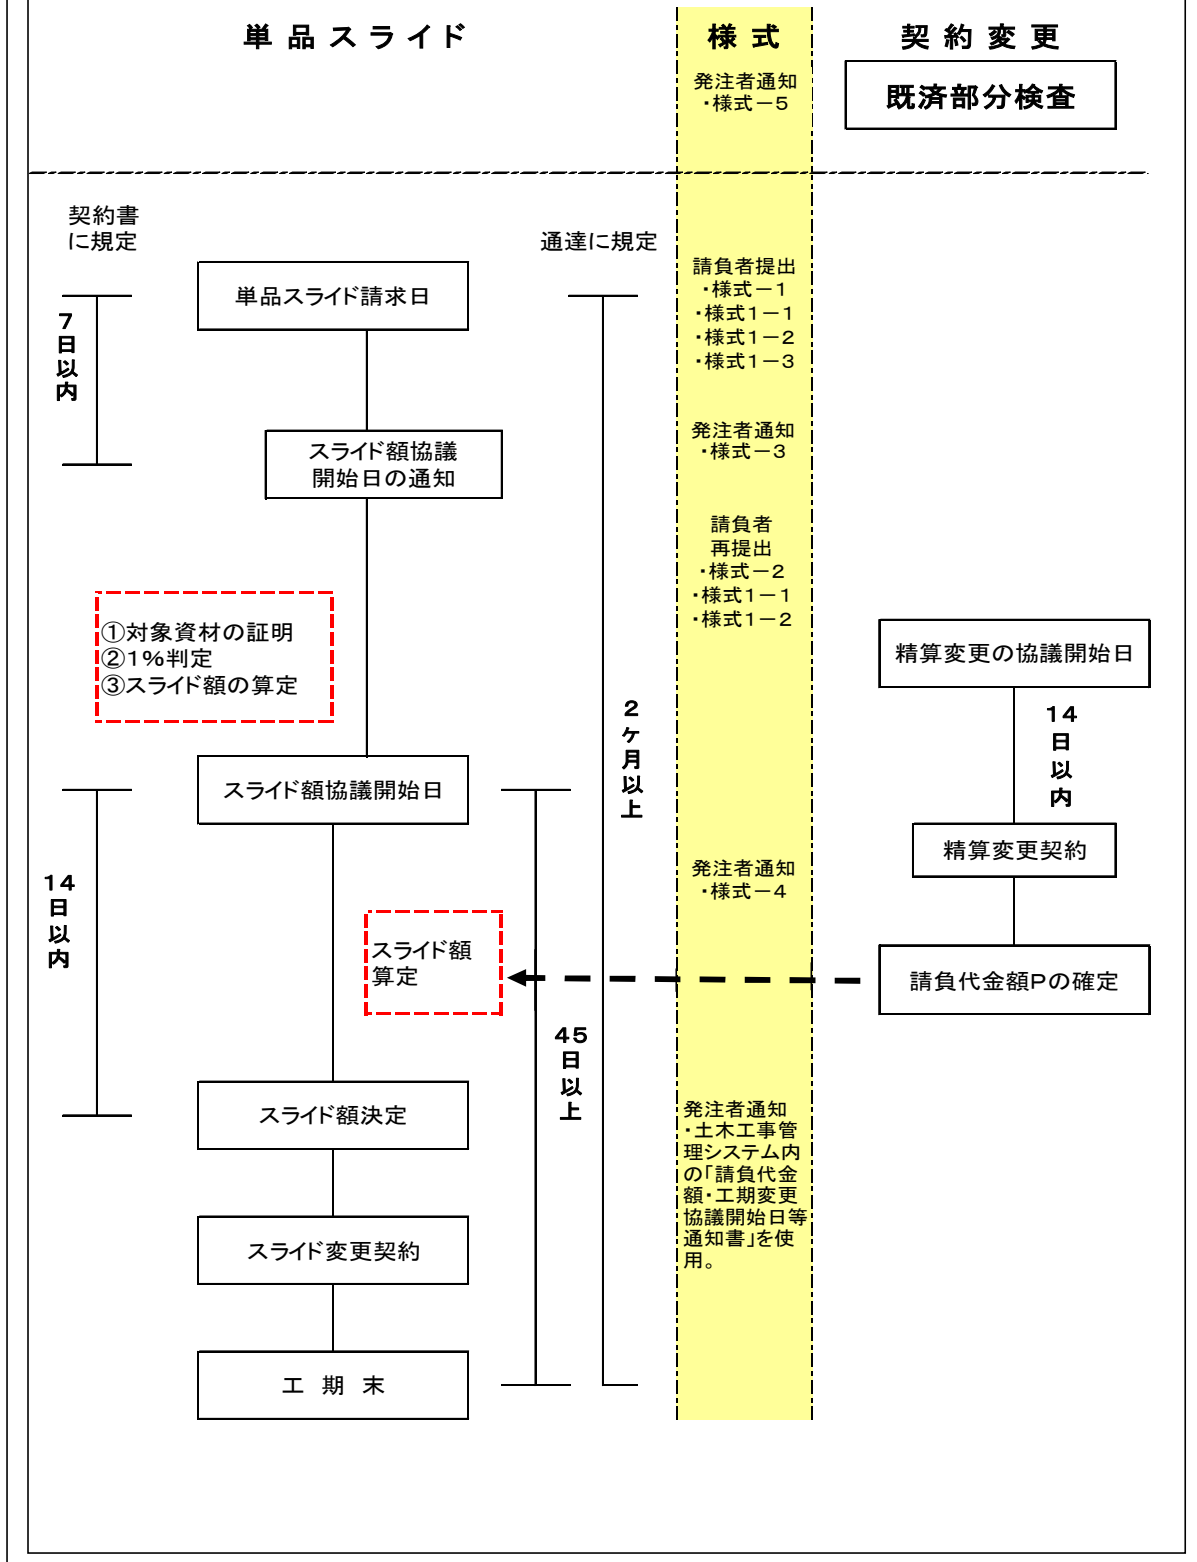 単品スライド
様式
契約変更
発注者通知
・様式－5
既済部分検査
契約書
に規定
通達に規定
単品スライド請求日
7日以内
請負者提出
・様式－1
・様式1－1
・様式1－2
・様式1－3
スライド額協議
開始日の通知
発注者通知
・様式－3
請負者
再提出
・様式－2
・様式1－1
・様式1－2
①対象資材の証明
②1%判定
③スライド額の算定
2ヶ月以上
精算変更の協議開始日
14日以内
スライド額協議開始日
精算変更契約
14日以内
発注者通知
・様式－4
スライド額
算定
請負代金額Pの確定
45日以上
スライド額決定
発注者通知
・土木工事管
理システム内
の「請負代金
額・工期変更
協議開始日等
通知書」を使
用。
スライド変更契約
工期末